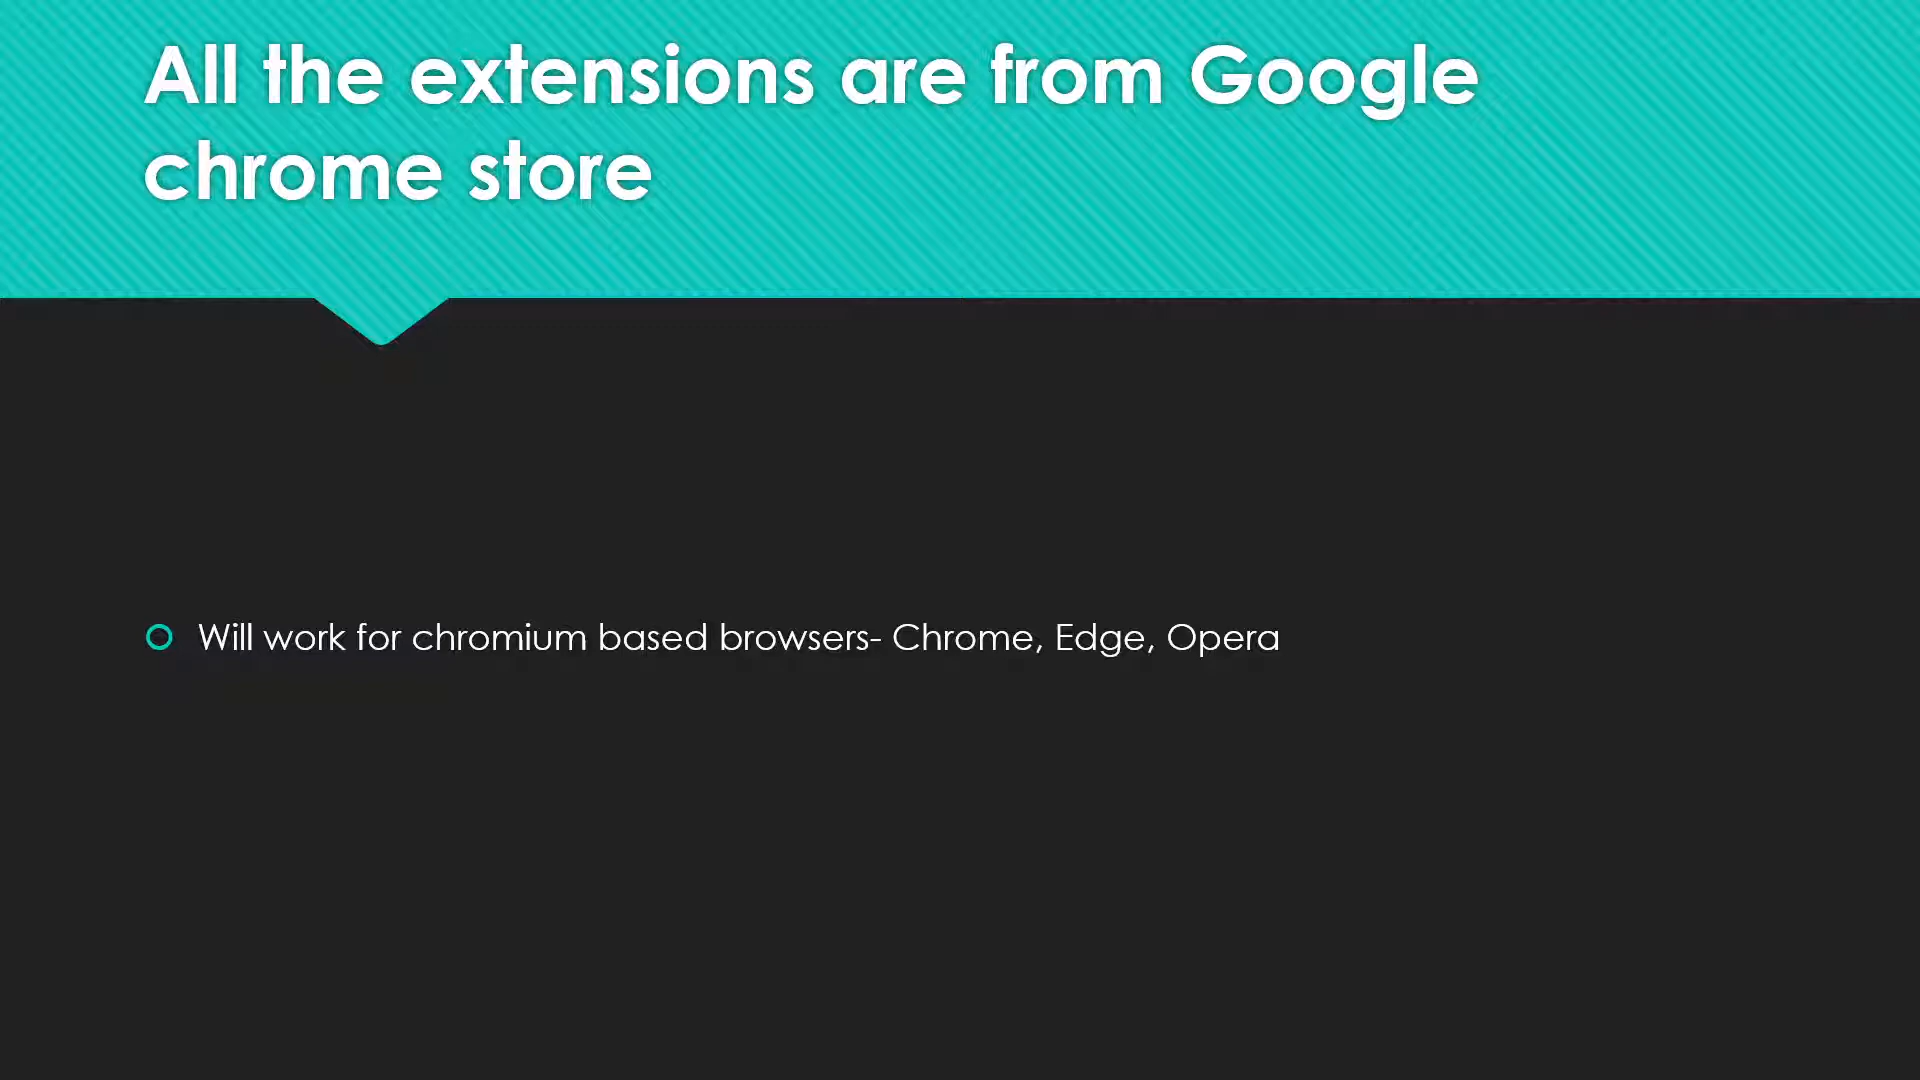 All the extensions are from Google
chrome store
Will work for chromium based browsers- Chrome, Edge, Opera